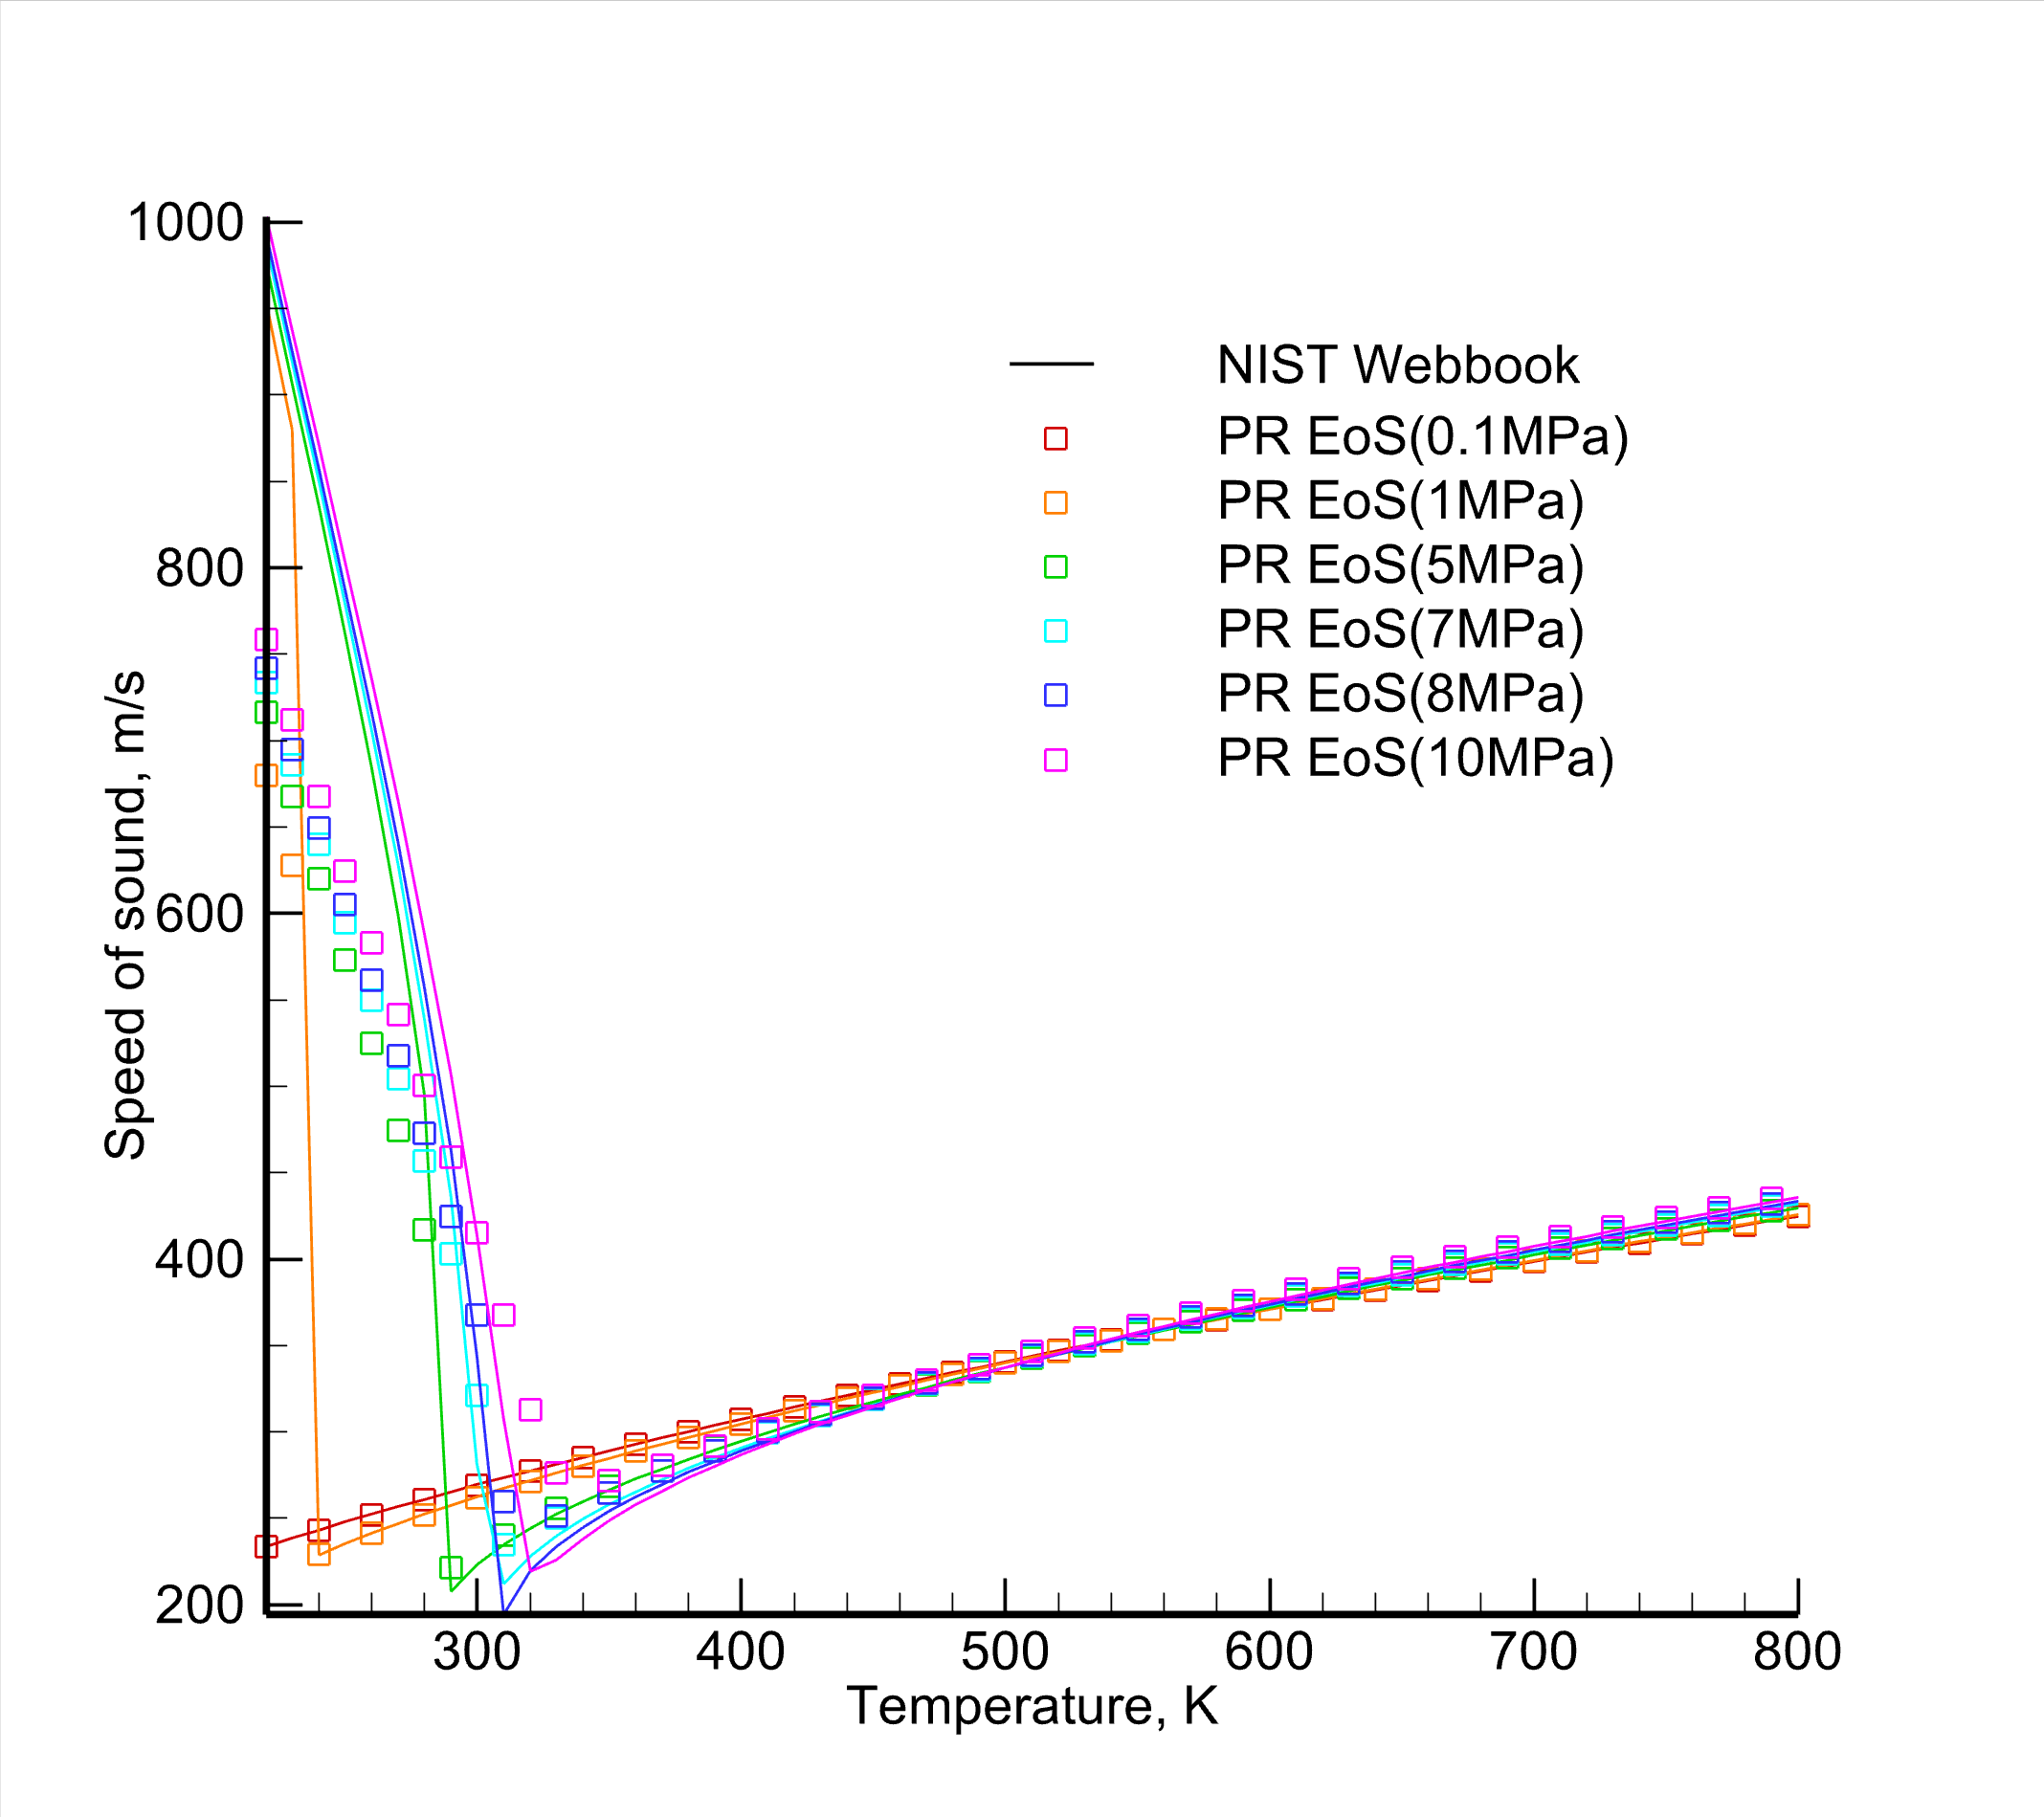 1000
800
600
400
200
Speed of sound, m/s
NIST Webbook
PR EoS(0.1MPa)
PR EoS(1MPa)
PR EoS(5MPa)
PR EoS(7MPa)
PR EoS(8MPa)
PR EoS(10MPa)
300 400 500 600 700 800
Temperature, K